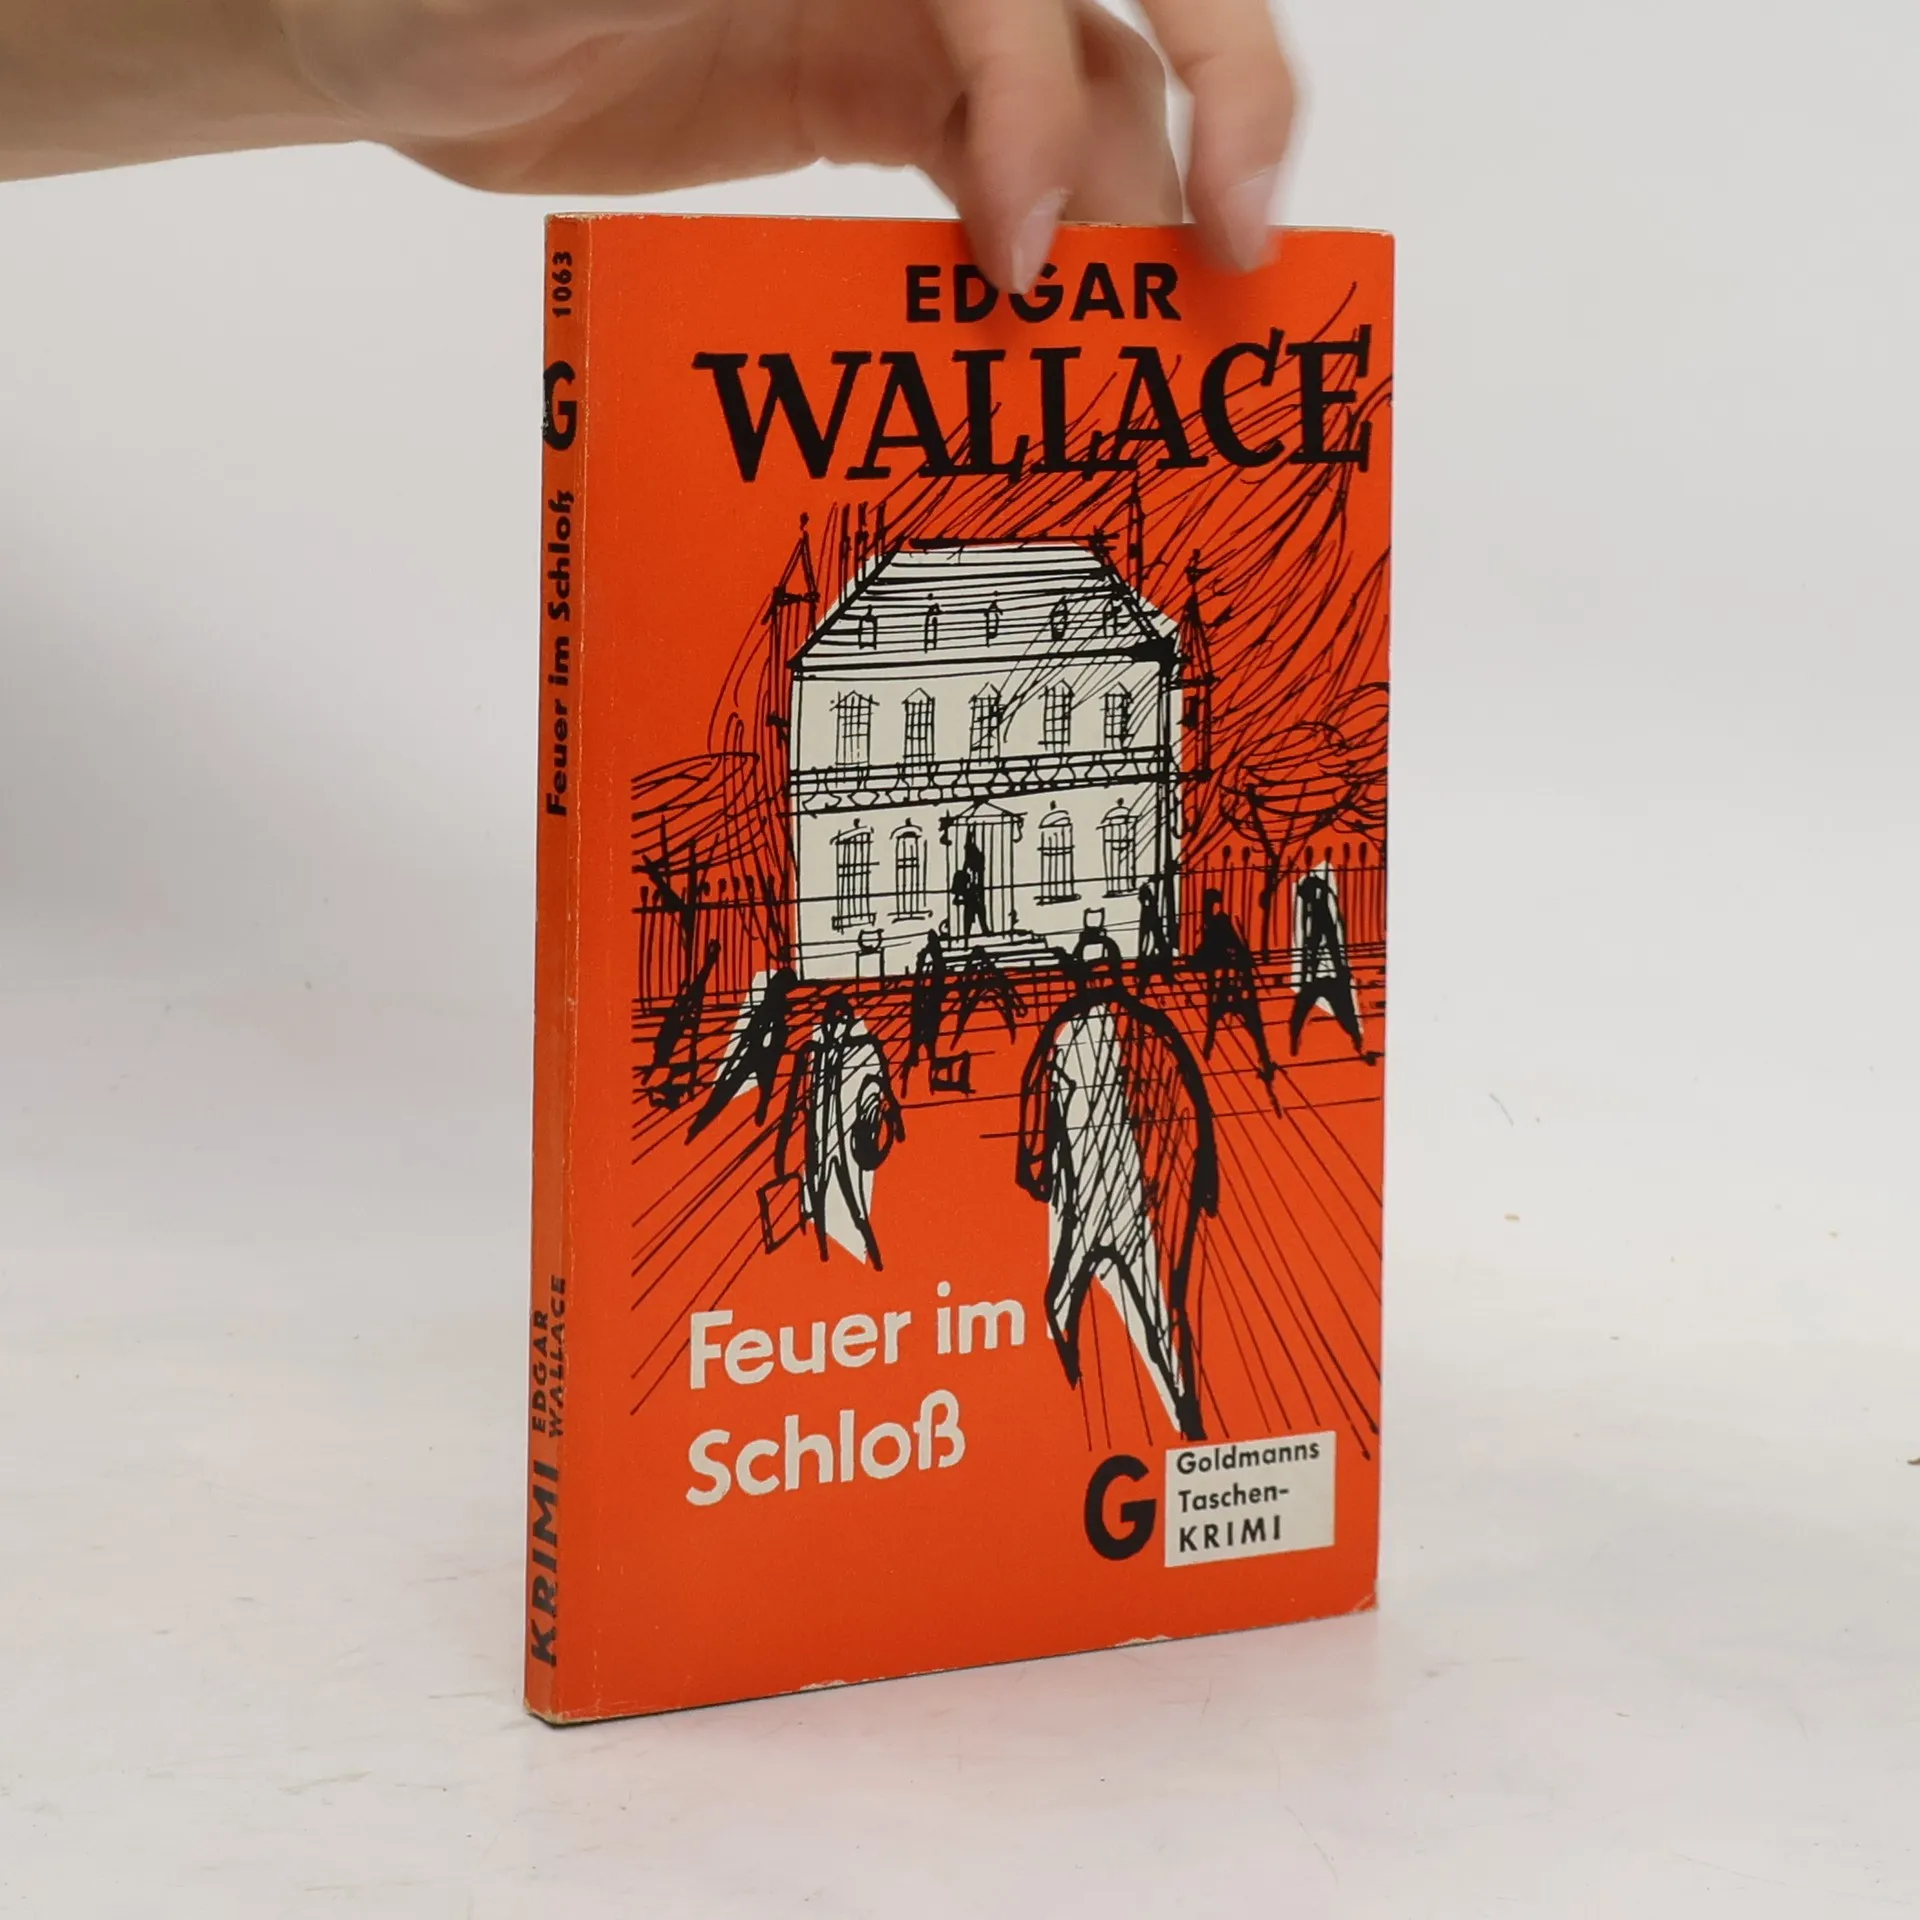 EDGAR
WALLACE
Feuer im
Schloß
G
Goldmanns
Taschen-
KRIMI
KRIMI
EDGAR
WALLACE
Feuer im Schloß
G
1063